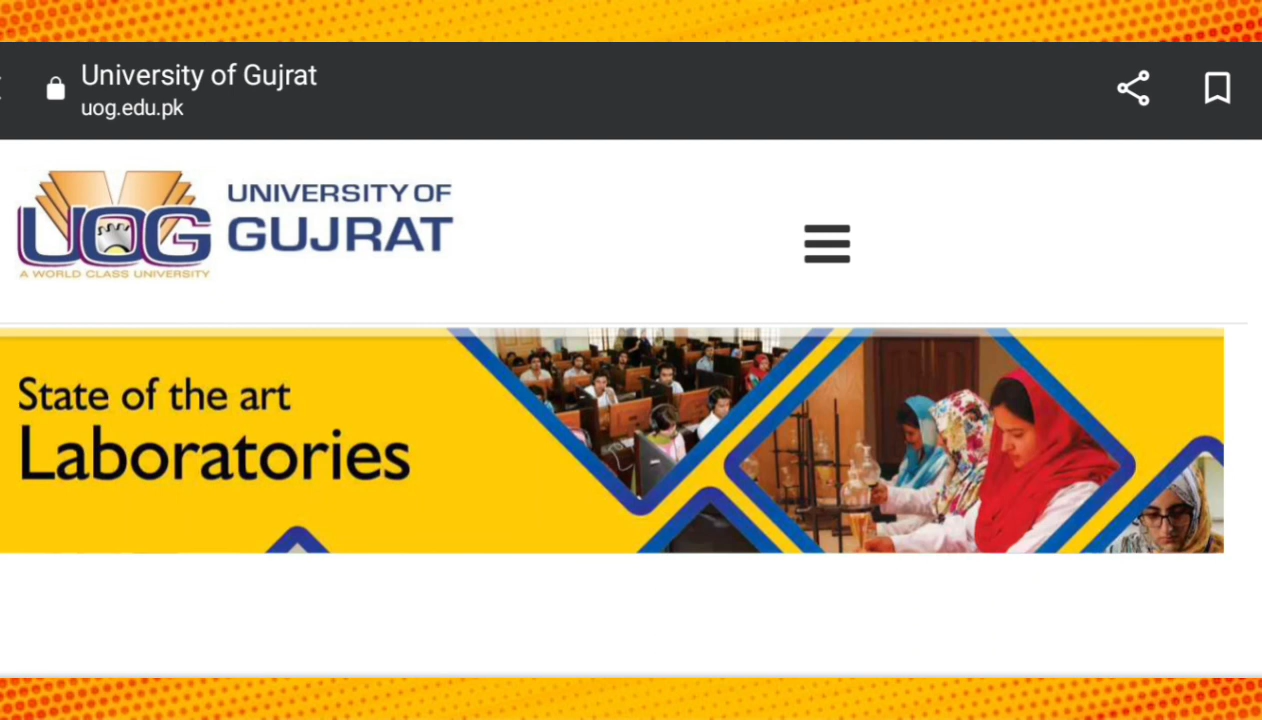 University of Gujrat
uog.edu.pk
UOG
A WORLD CLASS UNIVERSITY
UNIVERSITY OF
GUJRAT
State of the art
Laboratories